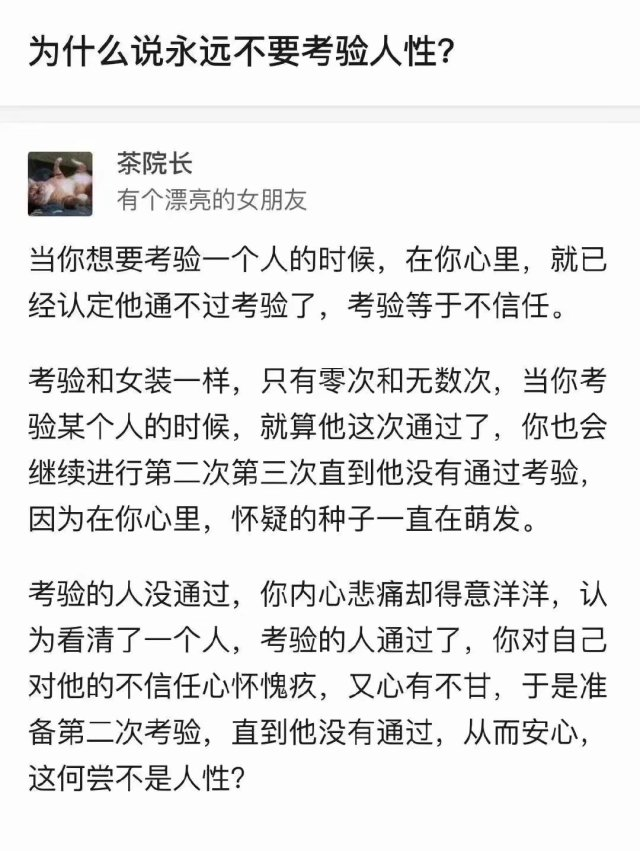 为什么说永远不要考验人性?
茶院长
有个漂亮的女朋友
当你想要考验一个人的时候，在你心里，就已
经认定他通不过考验了，考验等于不信任。
考验和女装一样，只有零次和无数次，当你考
验某个人的时候，就算他这次通过了，你也会
继续进行第二次第三次直到他没有通过考验，
因为在你心里，怀疑的种子一直在萌发。
考验的人没通过，你内心悲痛却得意洋洋，认
为看清了一个人，考验的人通过了，你对自己
对他的不信任心怀愧疚，又心有不甘，于是准
备第二次考验，直到他没有通过，从而安心，
这何尝不是人性?